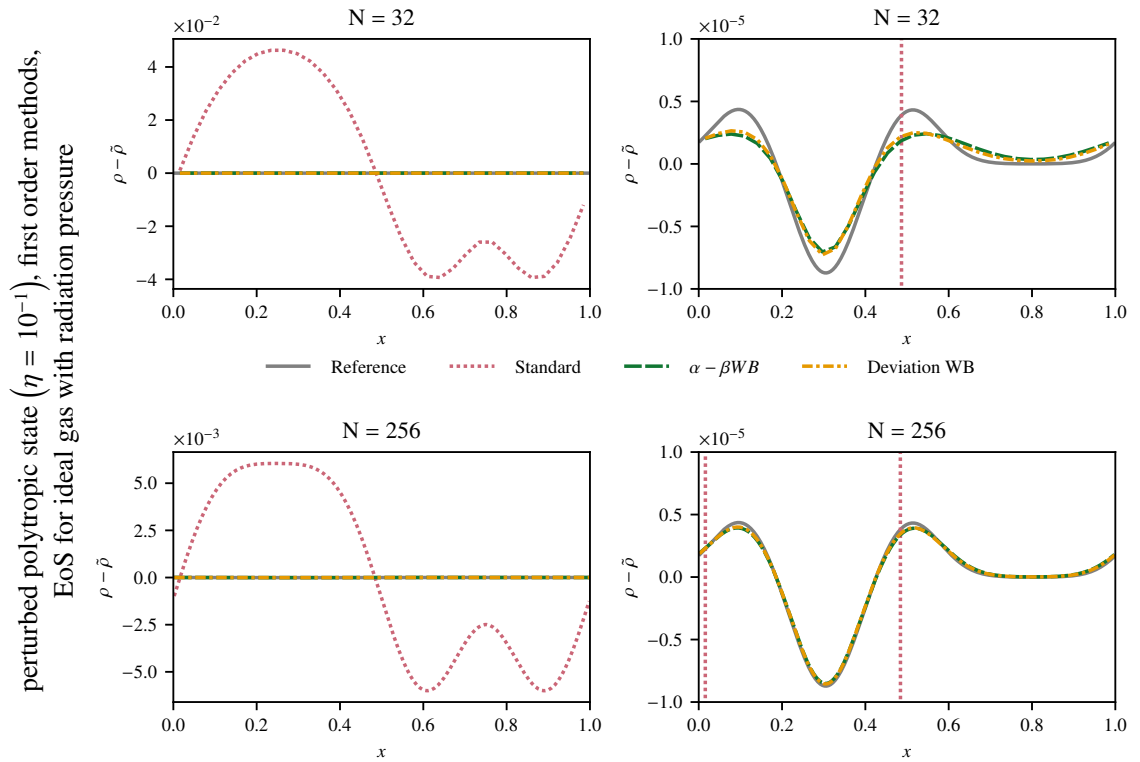 perturbed polytropic state (η = 10⁻¹), first order methods,
EoS for ideal gas with radiation pressure
N = 32
×10⁻²
4
2
0
−2
−4
ρ − ρ̃
0.0 0.2 0.4 0.6 0.8 1.0
x
N = 32
×10⁻⁵
1.0
0.5
0.0
−0.5
−1.0
ρ − ρ̃
0.0 0.2 0.4 0.6 0.8 1.0
x
Reference Standard α − βWB Deviation WB
N = 256
×10⁻³
5.0
2.5
0.0
−2.5
−5.0
ρ − ρ̃
0.0 0.2 0.4 0.6 0.8 1.0
x
N = 256
×10⁻⁵
1.0
0.5
0.0
−0.5
−1.0
ρ − ρ̃
0.0 0.2 0.4 0.6 0.8 1.0
x